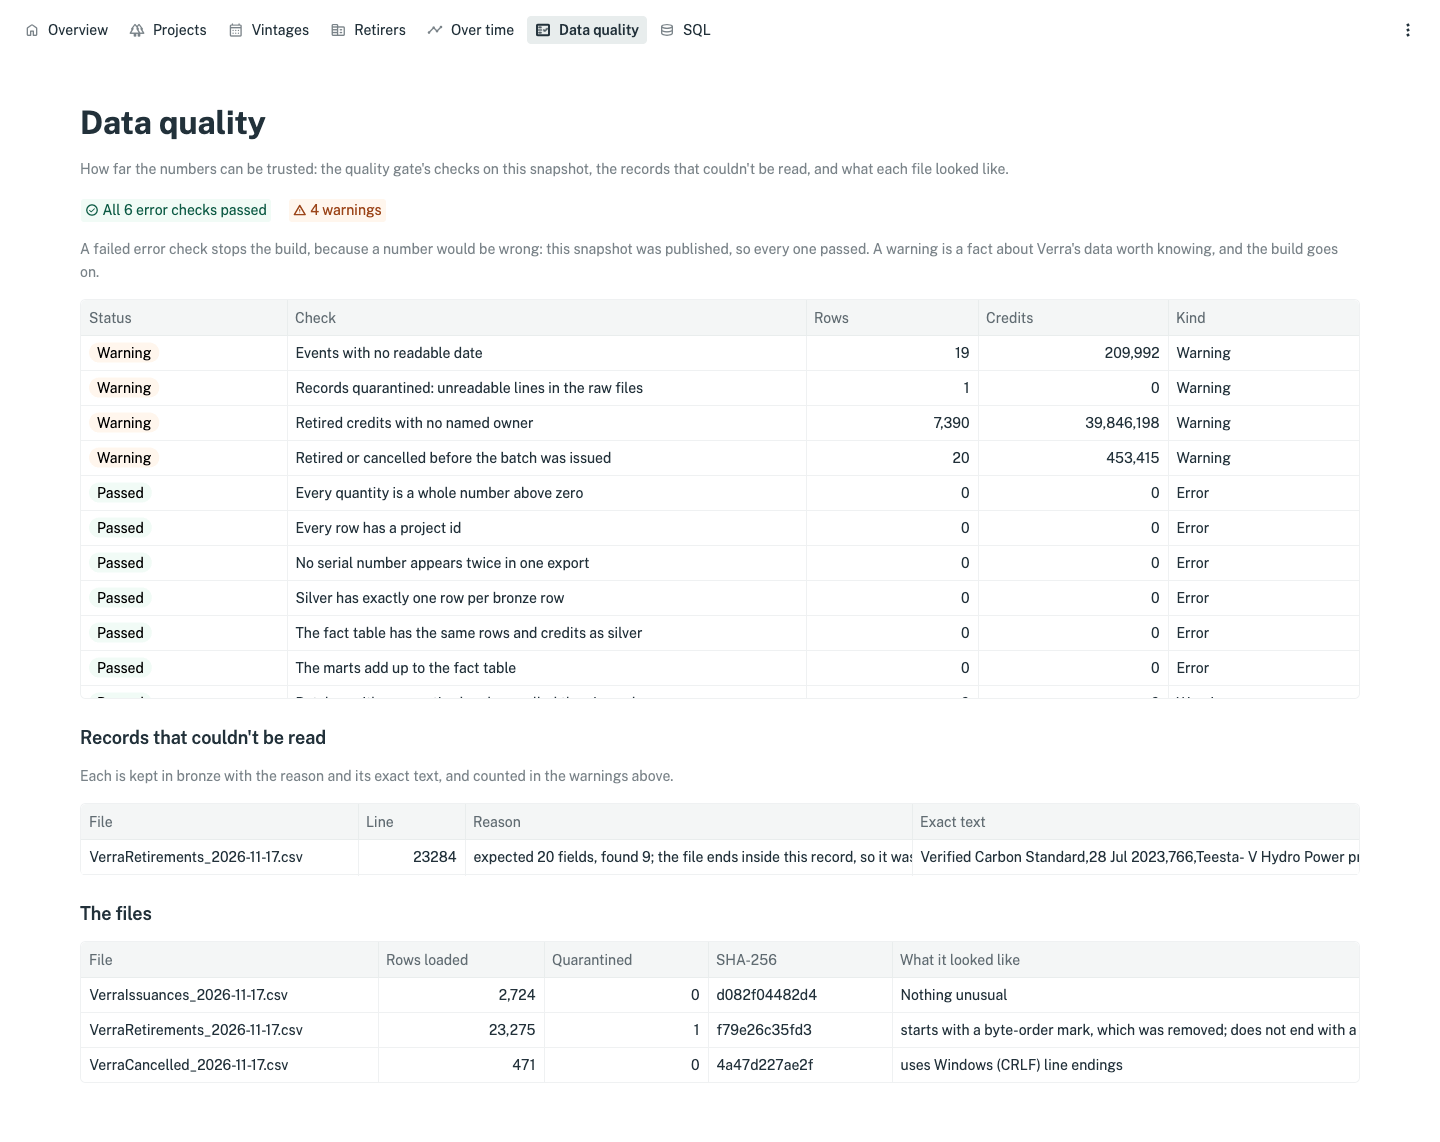 Overview Projects Vintages Retirers Over time Data quality SQL
Data quality
How far the numbers can be trusted: the quality gate's checks on this snapshot, the records that couldn't be read, and what each file looked like.
All 6 error checks passed 4 warnings
A failed error check stops the build, because a number would be wrong: this snapshot was published, so every one passed. A warning is a fact about Verra's data worth knowing, and the build goes
on.
Status Check Rows Credits Kind
Warning Events with no readable date 19 209,992 Warning
Warning Records quarantined: unreadable lines in the raw files 1 0 Warning
Warning Retired credits with no named owner 7,390 39,846,198 Warning
Warning Retired or cancelled before the batch was issued 20 453,415 Warning
Passed Every quantity is a whole number above zero 0 0 Error
Passed Every row has a project id 0 0 Error
Passed No serial number appears twice in one export 0 0 Error
Passed Silver has exactly one row per bronze row 0 0 Error
Passed The fact table has the same rows and credits as silver 0 0 Error
Passed The marts add up to the fact table 0 0 Error
Records that couldn't be read
Each is kept in bronze with the reason and its exact text, and counted in the warnings above.
File Line Reason Exact text
VerraRetirements_2026-11-17.csv 23284 expected 20 fields, found 9; the file ends inside this record, so it was Verified Carbon Standard,28 Jul 2023,766,Teesta- V Hydro Power pr
The files
File Rows loaded Quarantined SHA-256 What it looked like
VerraIssuances_2026-11-17.csv 2,724 0 d082f04482d4 Nothing unusual
VerraRetirements_2026-11-17.csv 23,275 1 f79e26c35fd3 starts with a byte-order mark, which was removed; does not end with a
VerraCancelled_2026-11-17.csv 471 0 4a47d227ae2f uses Windows (CRLF) line endings